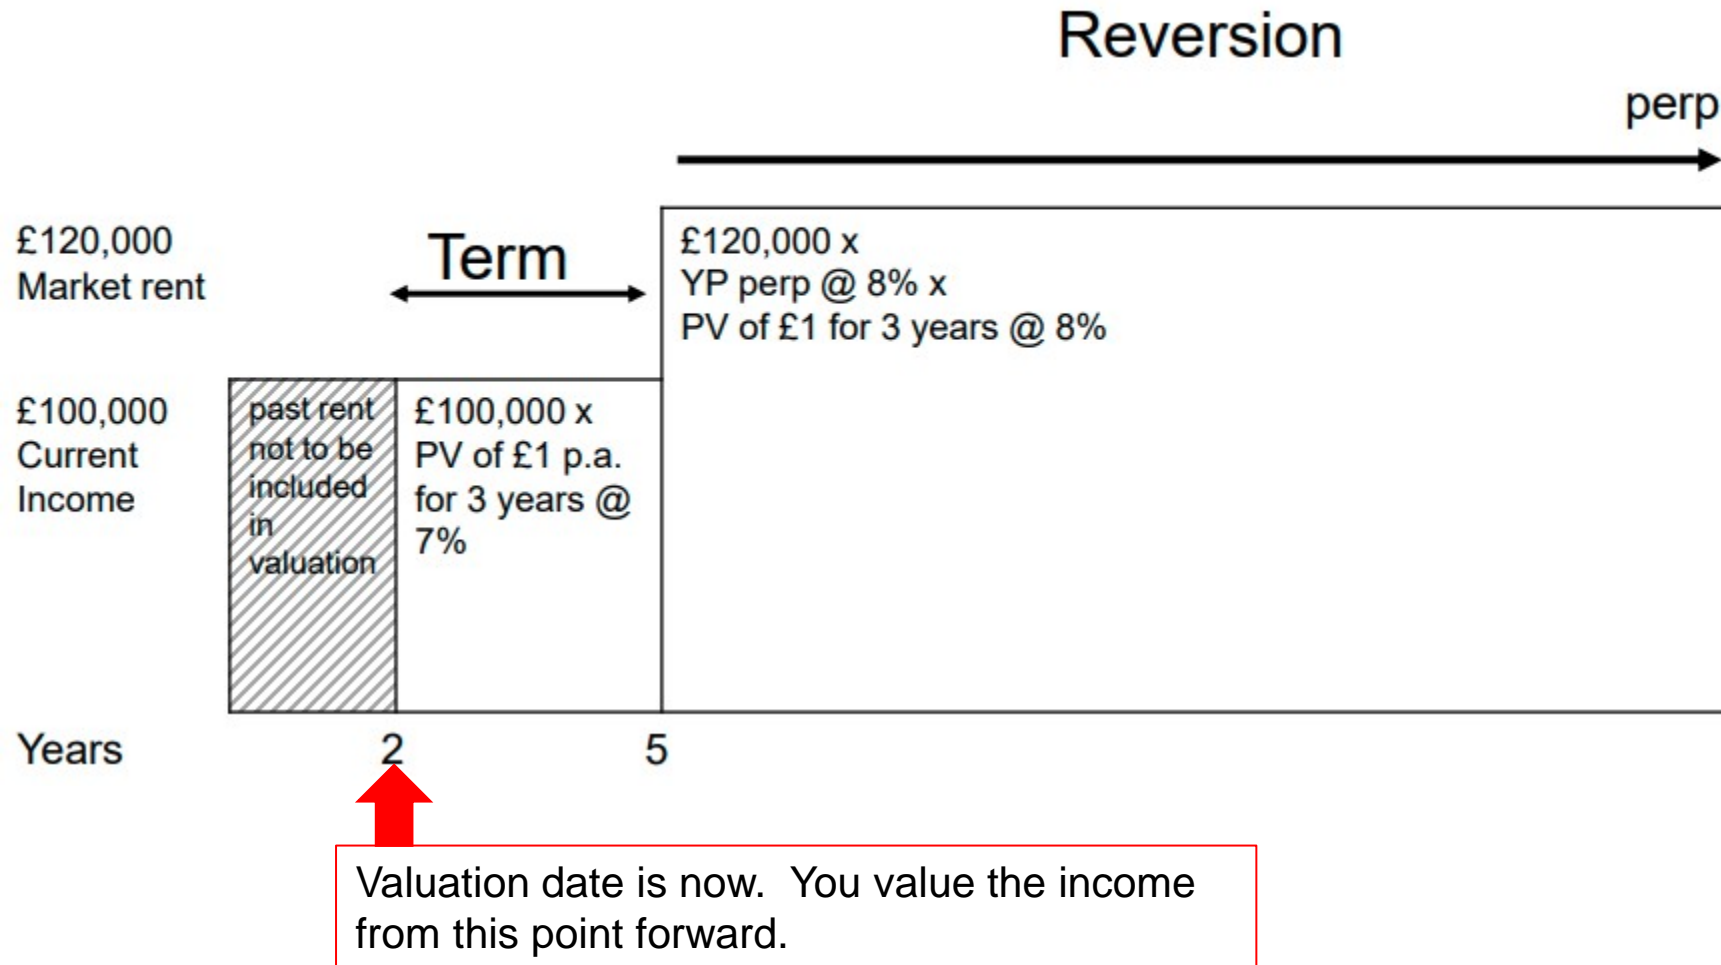 Reversion
perp
£120,000
Market rent
Term
£120,000 x
YP perp @ 8% x
PV of £1 for 3 years @ 8%
£100,000
Current
Income
past rent
not to be
included
in
valuation
£100,000 x
PV of £1 p.a.
for 3 years @
7%
Years
2
5
Valuation date is now.  You value the income
from this point forward.